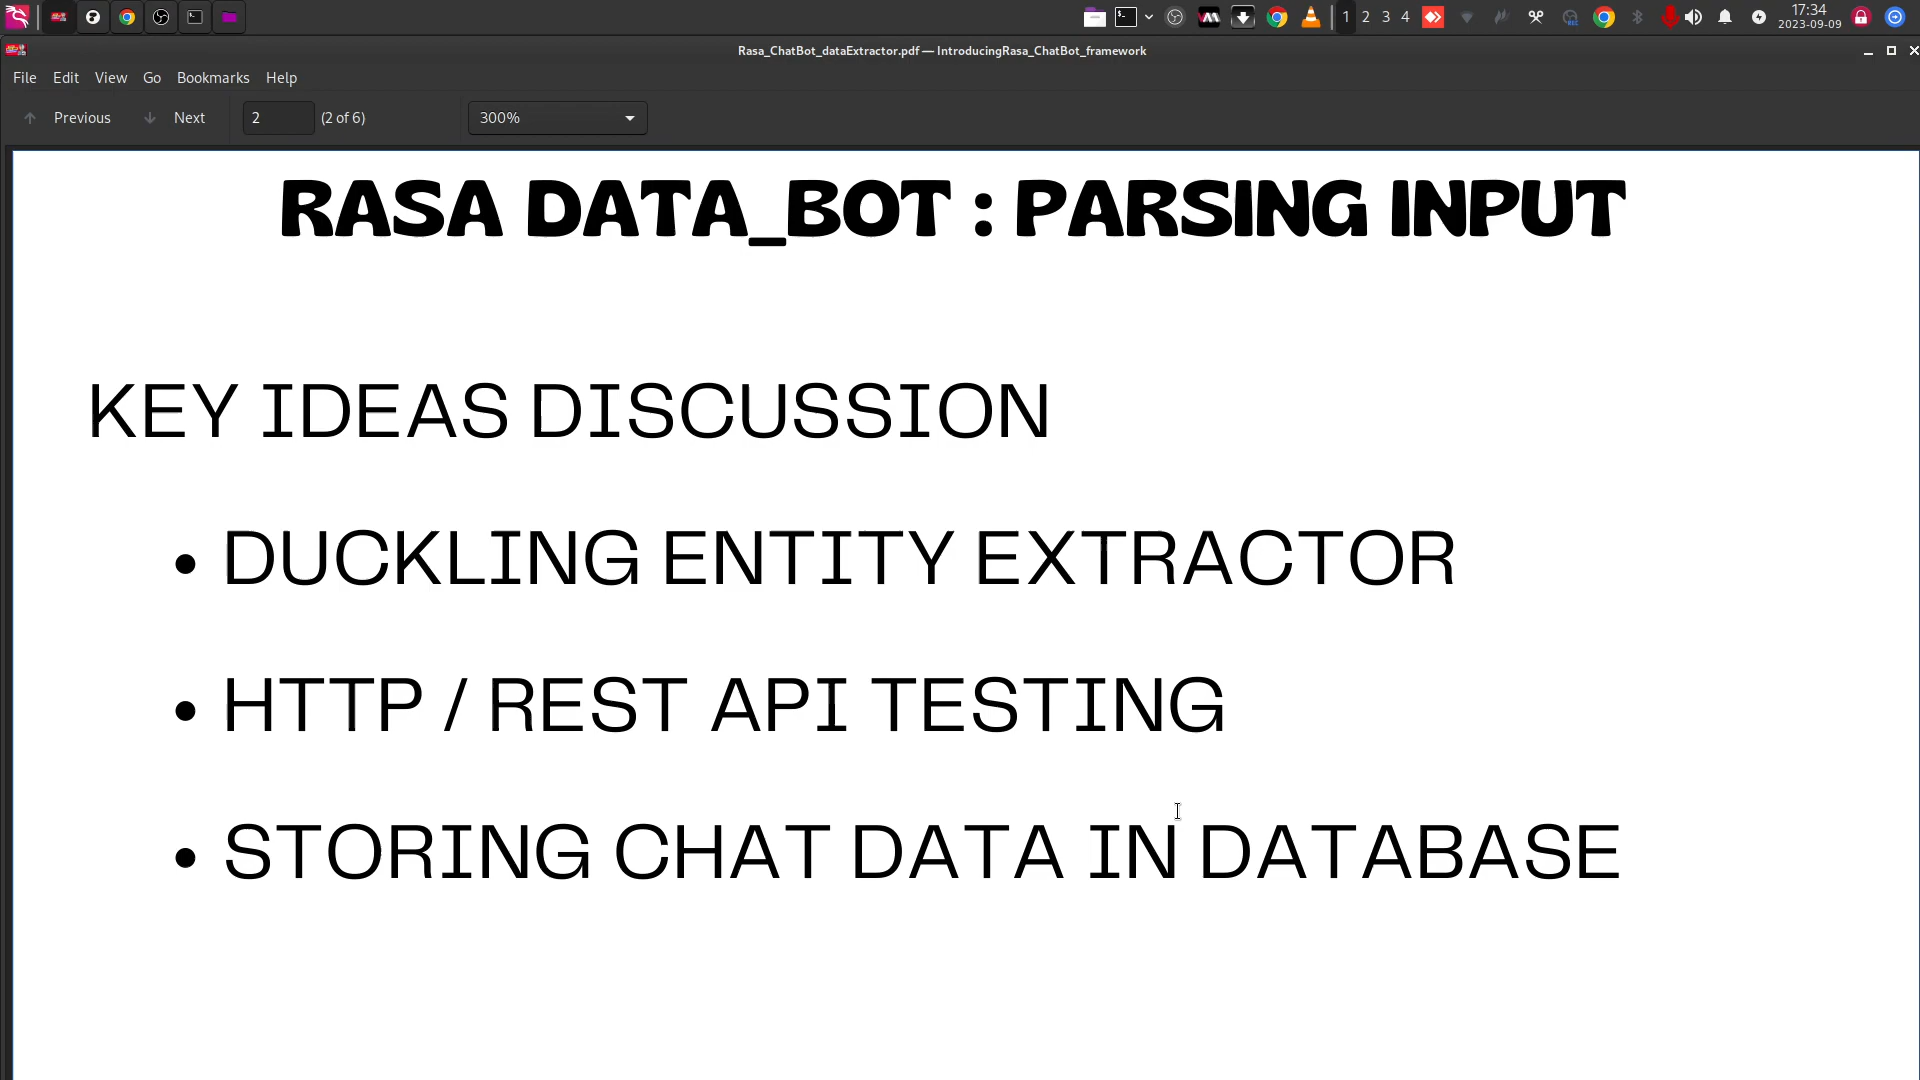 1 2 3 4
17:34
2023-09-09
Rasa_ChatBot_dataExtractor.pdf — IntroducingRasa_ChatBot_framework
File Edit View Go Bookmarks Help
Previous Next 2 (2 of 6) 300%
RASA DATA_BOT : PARSING INPUT
KEY IDEAS DISCUSSION
• DUCKLING ENTITY EXTRACTOR
• HTTP / REST API TESTING
• STORING CHAT DATA IN DATABASE